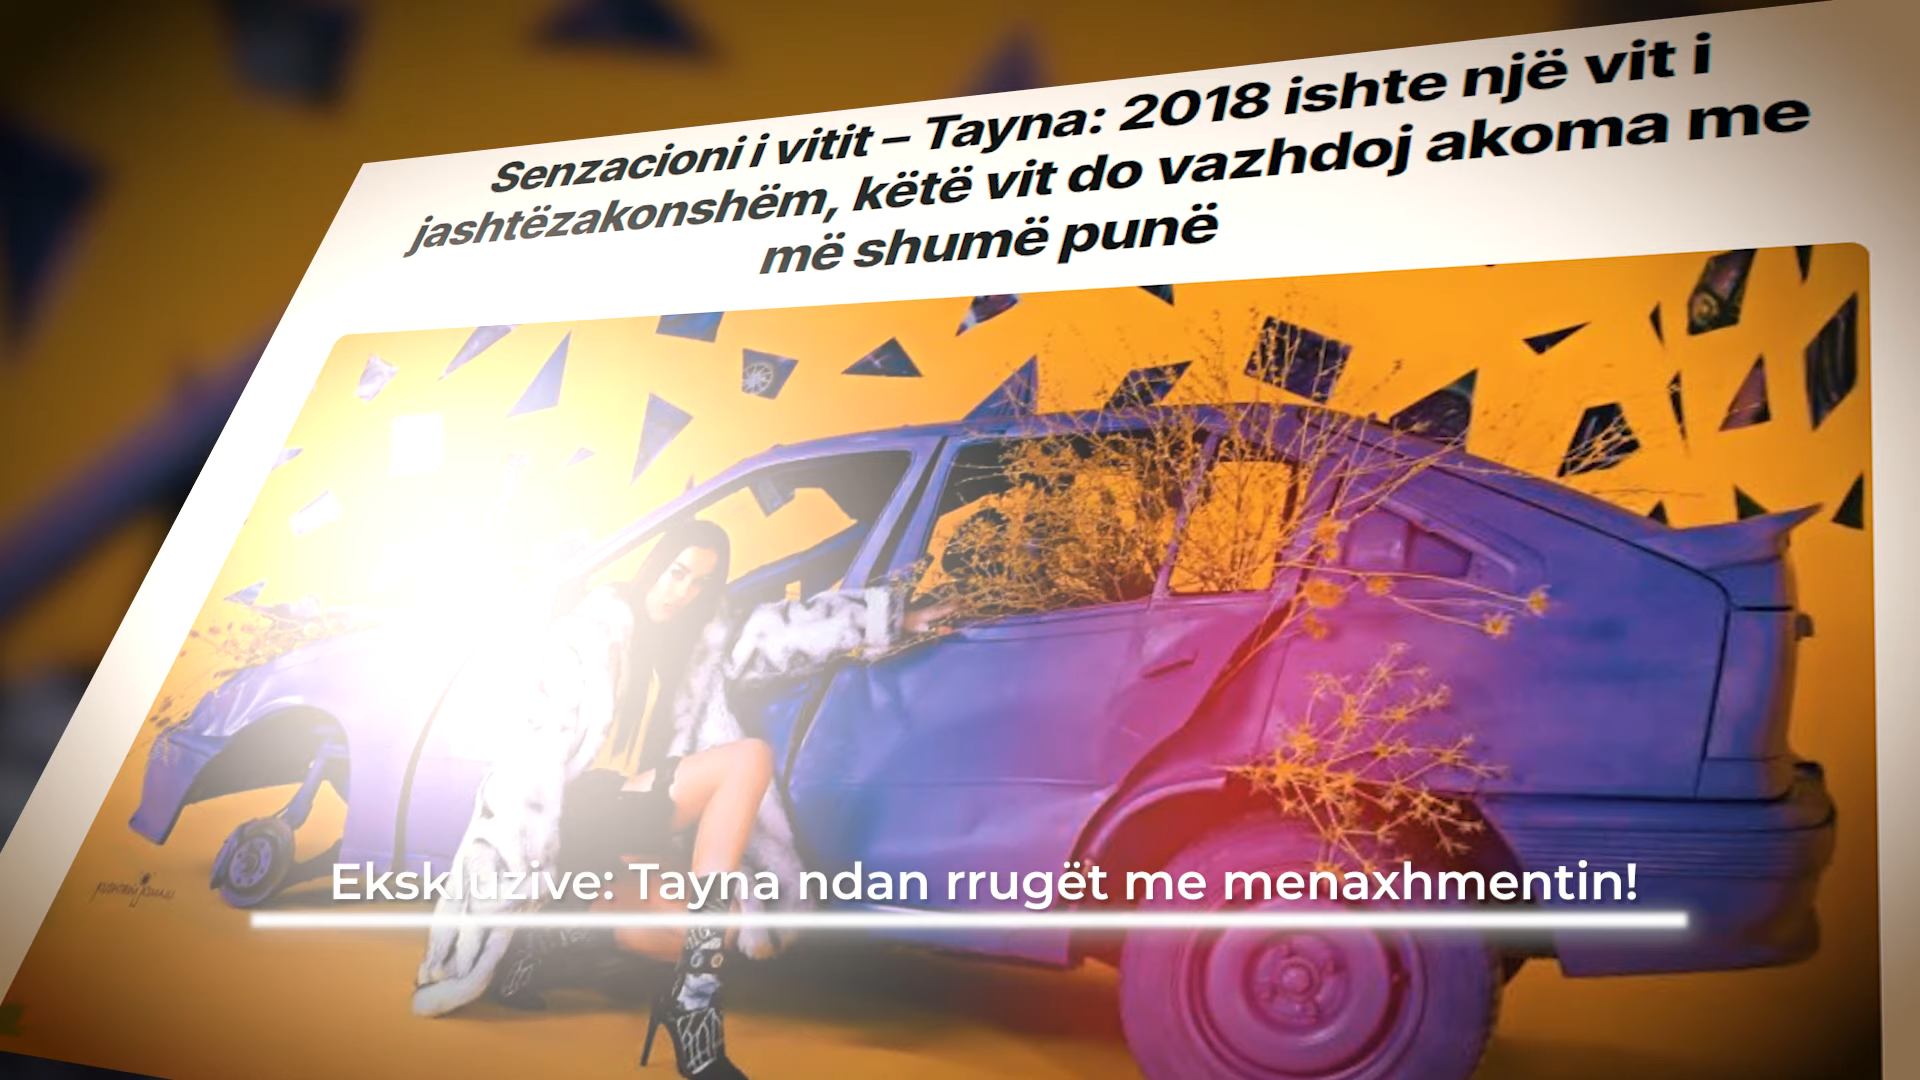 Senzacioni i vitit – Tayna: 2018 ishte një vit i
jashtëzakonshëm, këtë vit do vazhdoj akoma me
më shumë punë
Ekskluzive: Tayna ndan rrugët me menaxhmentin!